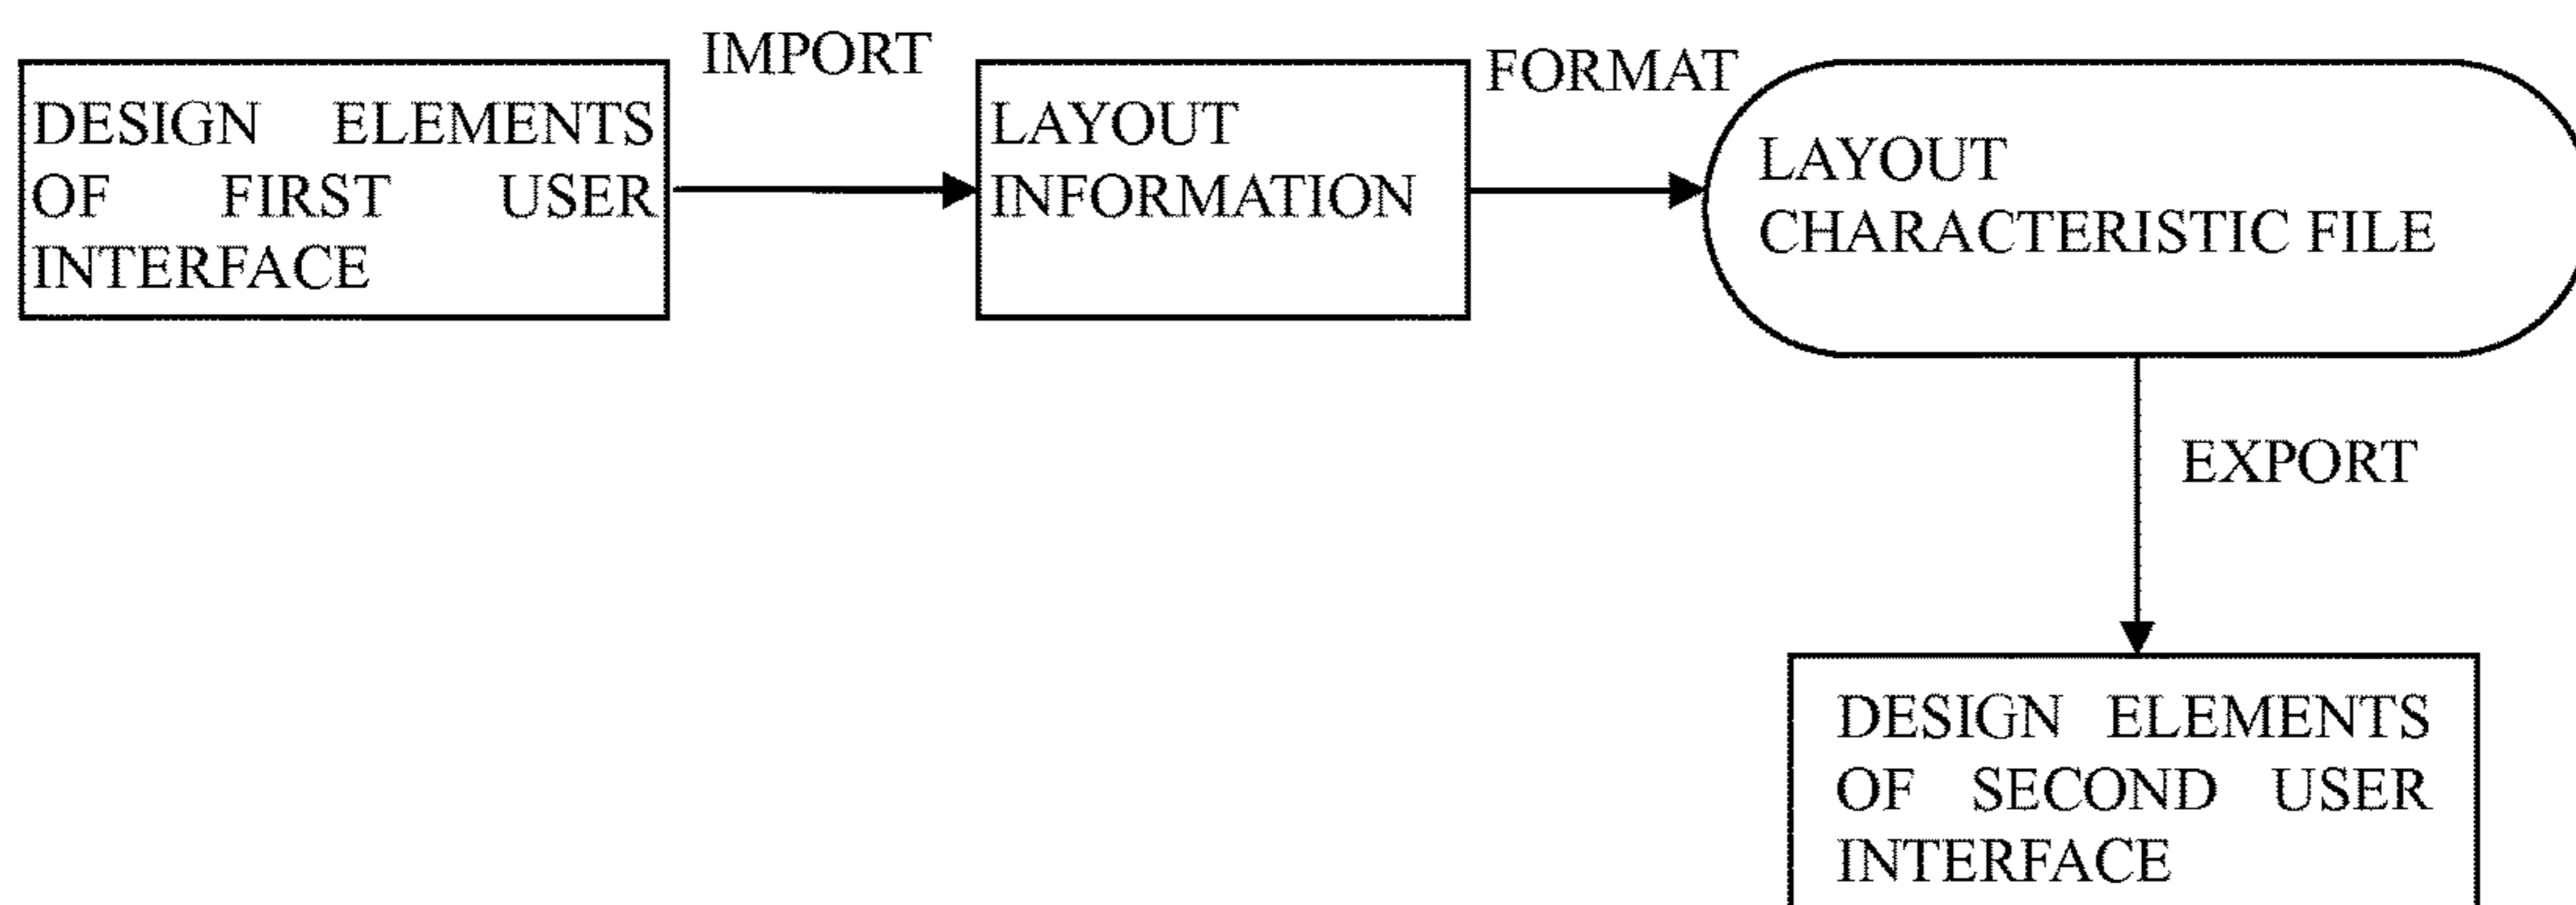 IMPORT
DESIGN ELEMENTS
OF FIRST USER
INTERFACE
LAYOUT
INFORMATION
FORMAT
LAYOUT
CHARACTERISTIC FILE
EXPORT
DESIGN ELEMENTS
OF SECOND USER
INTERFACE